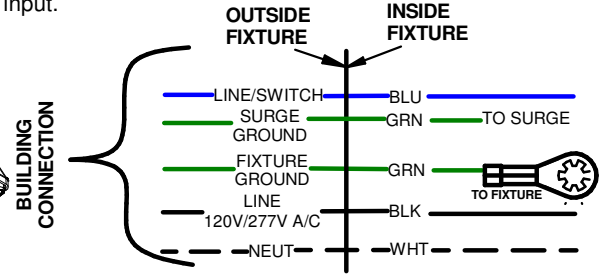 input.
OUTSIDE
FIXTURE
INSIDE
FIXTURE
BUILDING
CONNECTION
LINE/SWITCH
BLU
SURGE
GROUND
GRN
TO SURGE
FIXTURE
GROUND
GRN
TO FIXTURE
LINE
120V/277V A/C
BLK
NEUT
WHT